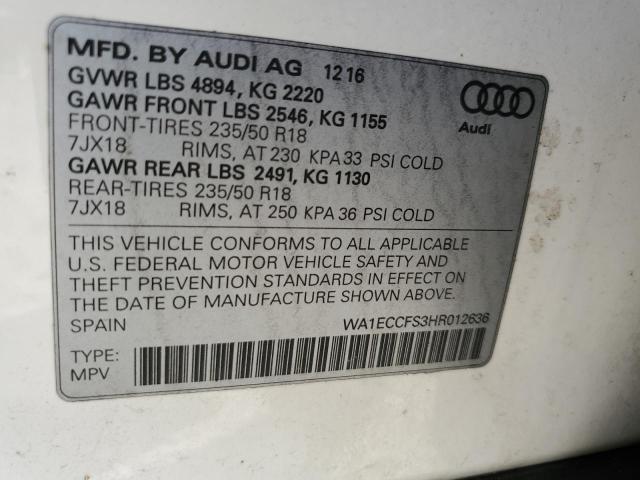 MFD. BY AUDI AG 12 16
GVWR LBS 4894, KG 2220
GAWR FRONT LBS 2546, KG 1155
FRONT-TIRES 235/50 R18
7JX18 RIMS, AT 230 KPA 33 PSI COLD
GAWR REAR LBS 2491, KG 1130
REAR-TIRES 235/50 R18
7JX18 RIMS, AT 250 KPA 36 PSI COLD
Audi
THIS VEHICLE CONFORMS TO ALL APPLICABLE
U.S. FEDERAL MOTOR VEHICLE SAFETY AND
THEFT PREVENTION STANDARDS IN EFFECT ON
THE DATE OF MANUFACTURE SHOWN ABOVE.
SPAIN WA1ECCFS3HR012636
TYPE:
MPV